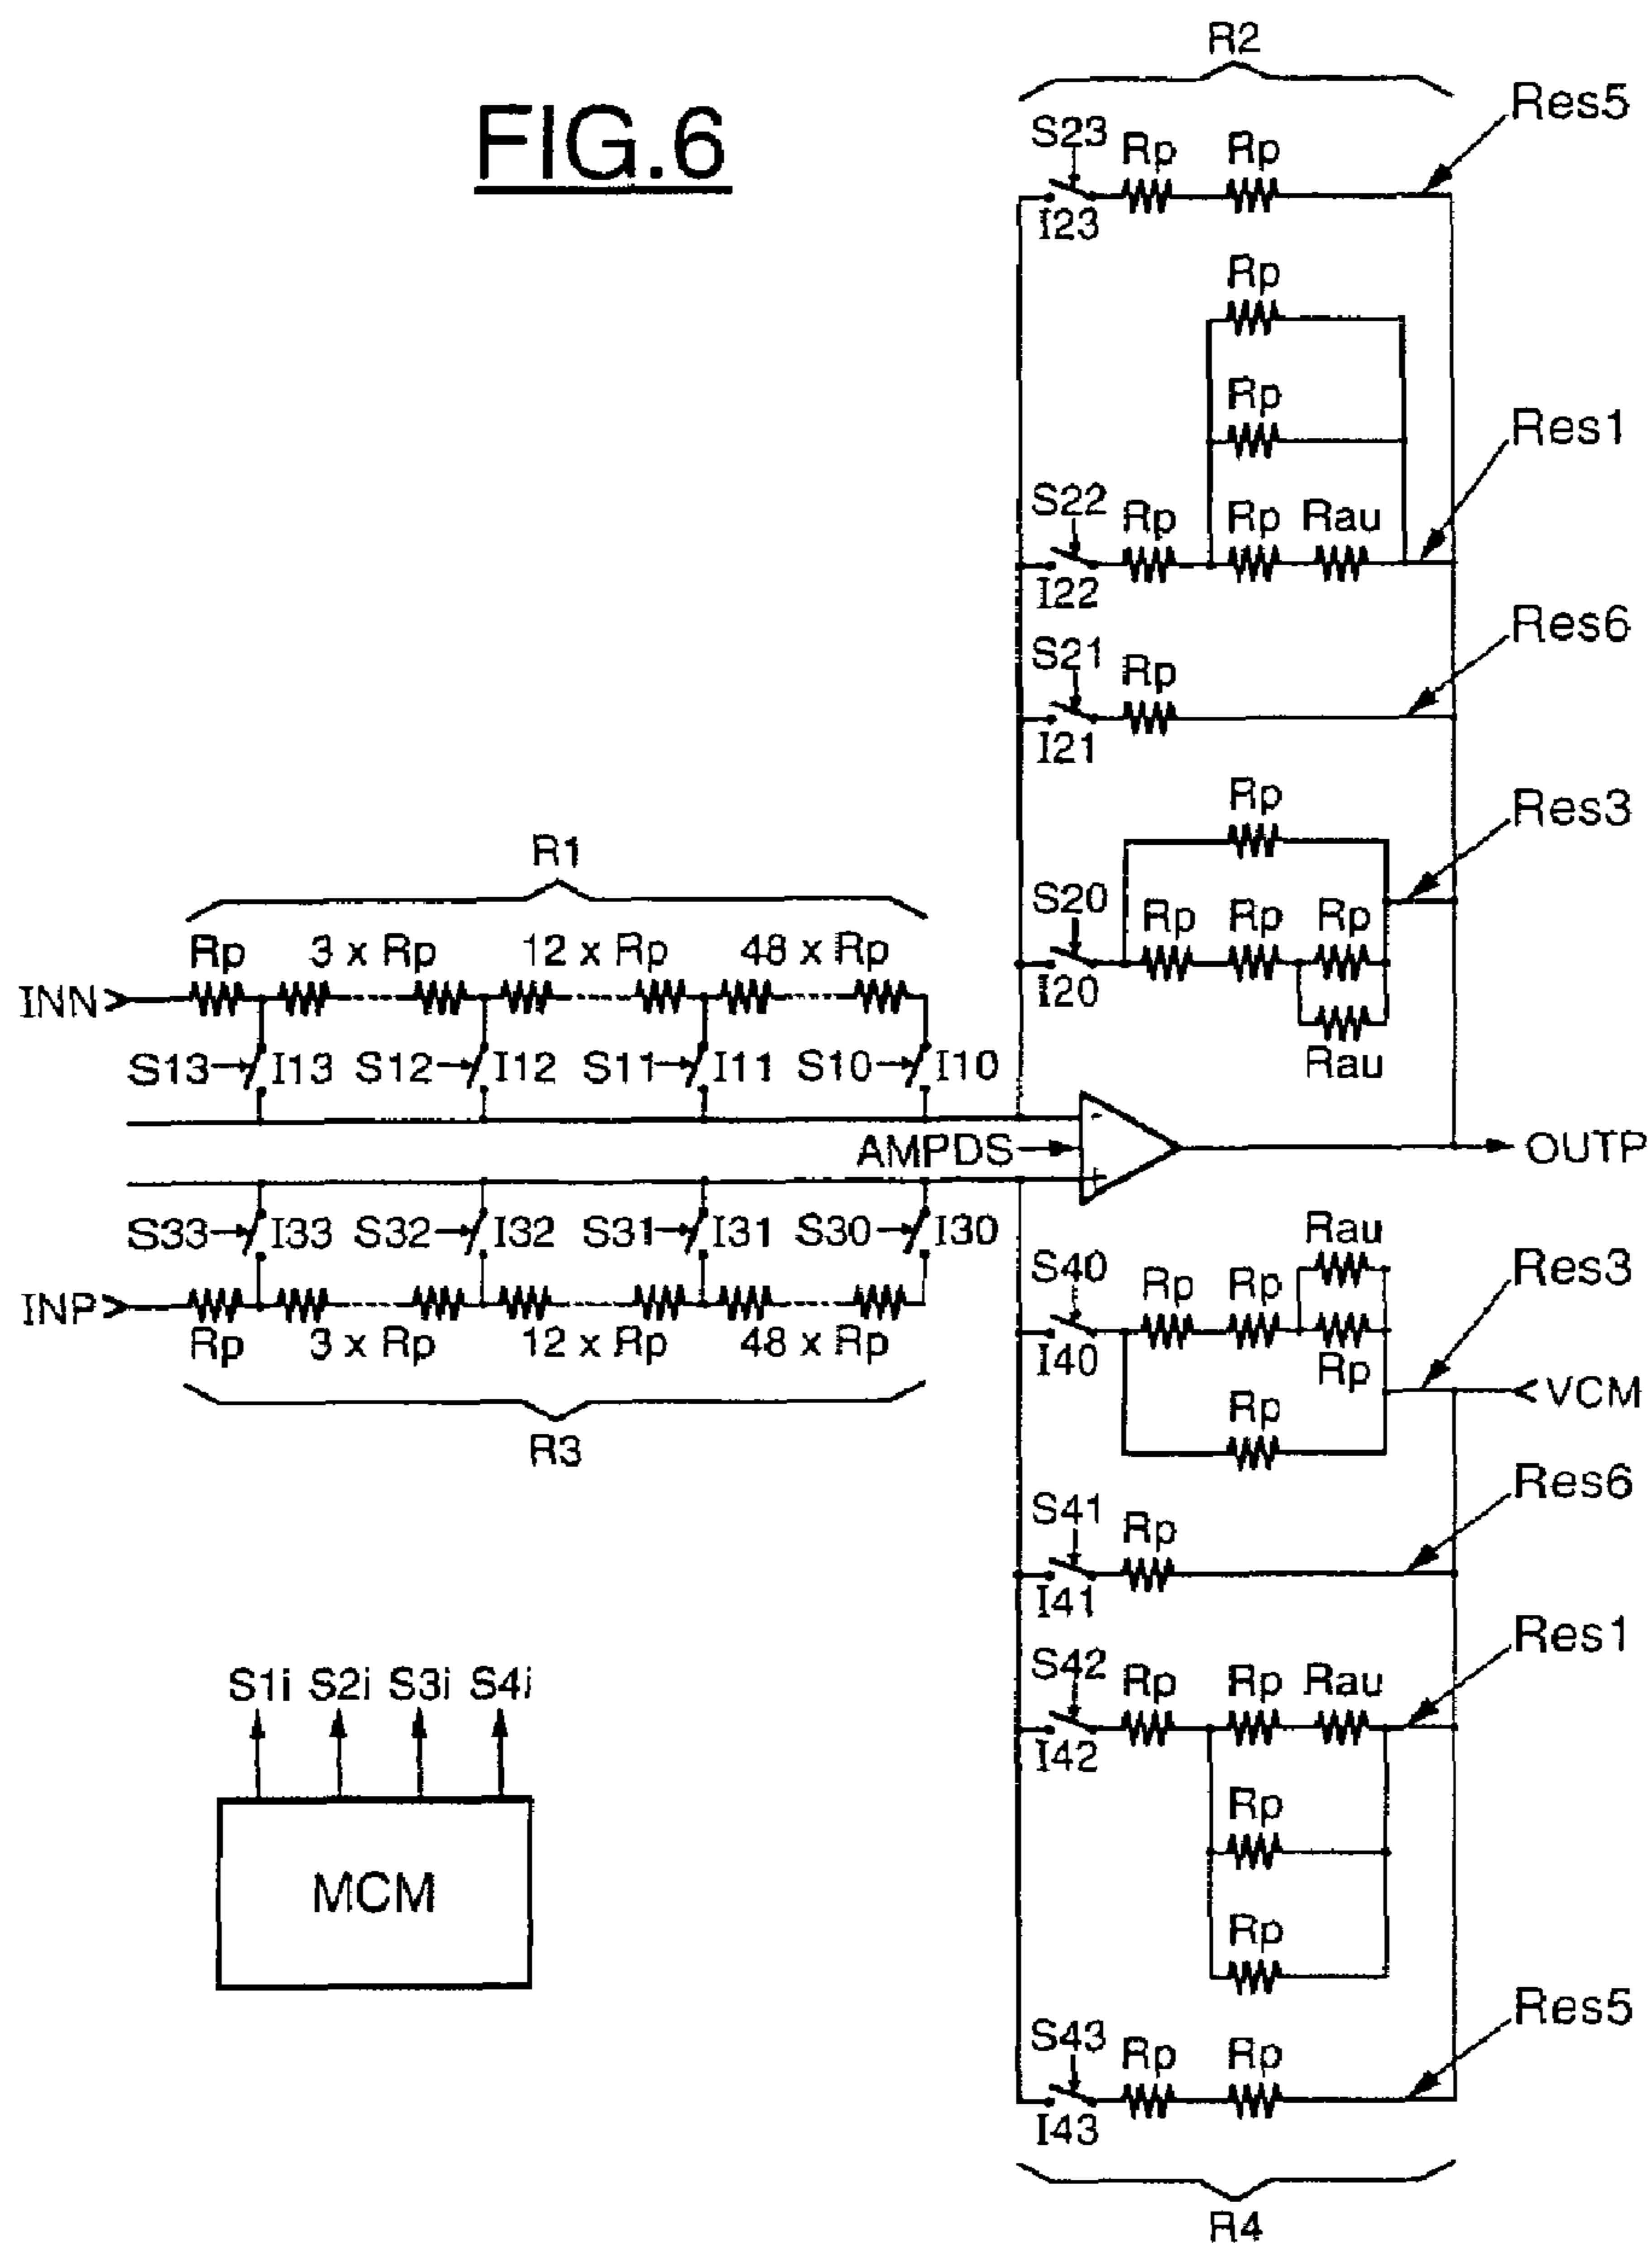 FIG.6
R2
Res5
S23 Rp Rp
I23
Rp
Rp
Res1
S22 Rp Rp Rau
I22
Res6
S21 Rp
I21
Rp
Res3
R1
S20 Rp Rp Rp
Rp 3 x Rp 12 x Rp 48 x Rp
INN
I20
Rau
S13 I13 S12 I12 S11 I11 S10 I10
-
AMPDS
OUTP
+
S33 I33 S32 I32 S31 I31 S30 I30
Rau
S40 Rp Rp
Res3
INP
Rp 3 x Rp 12 x Rp 48 x Rp
I40
Rp
VCM
Rp
R3
Res6
S41 Rp
I41
Res1
S1i S2i S3i S4i
S42 Rp Rp Rau
I42
Rp
MCM
Rp
Res5
S43 Rp Rp
I43
R4